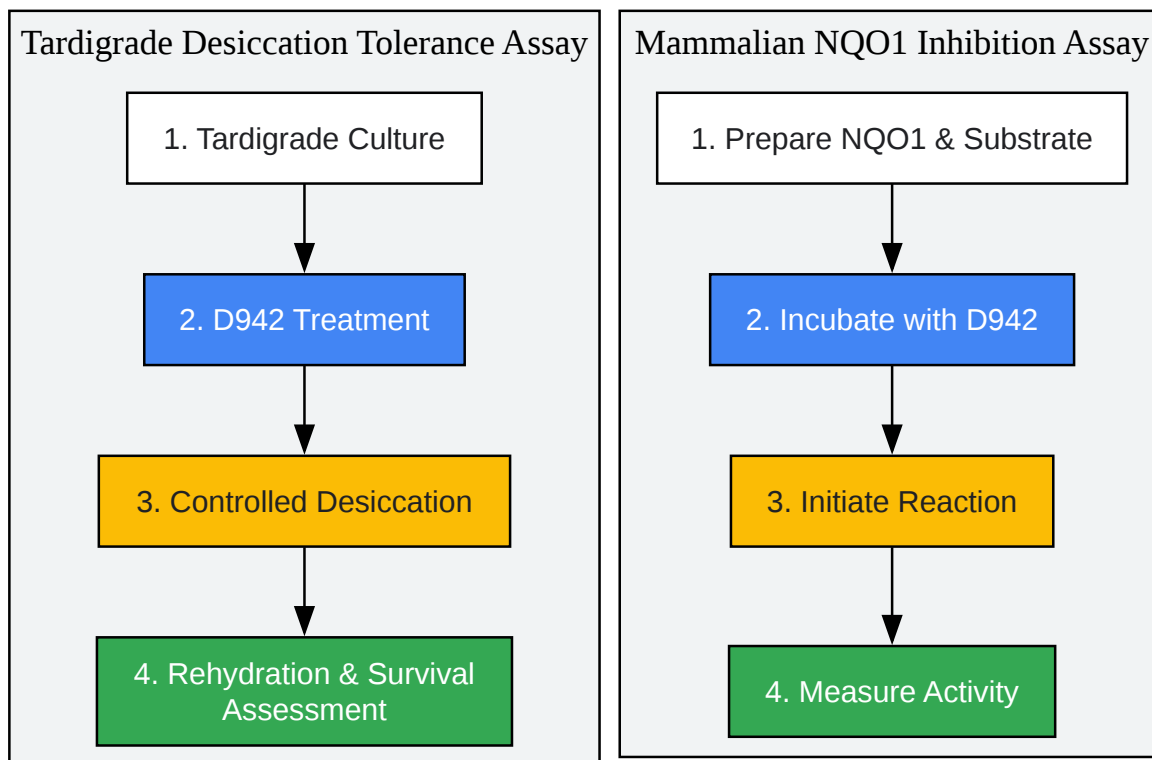 Tardigrade Desiccation Tolerance Assay
1. Tardigrade Culture
2. D942 Treatment
3. Controlled Desiccation
4. Rehydration & Survival
Assessment
Mammalian NQO1 Inhibition Assay
1. Prepare NQO1 & Substrate
2. Incubate with D942
3. Initiate Reaction
4. Measure Activity